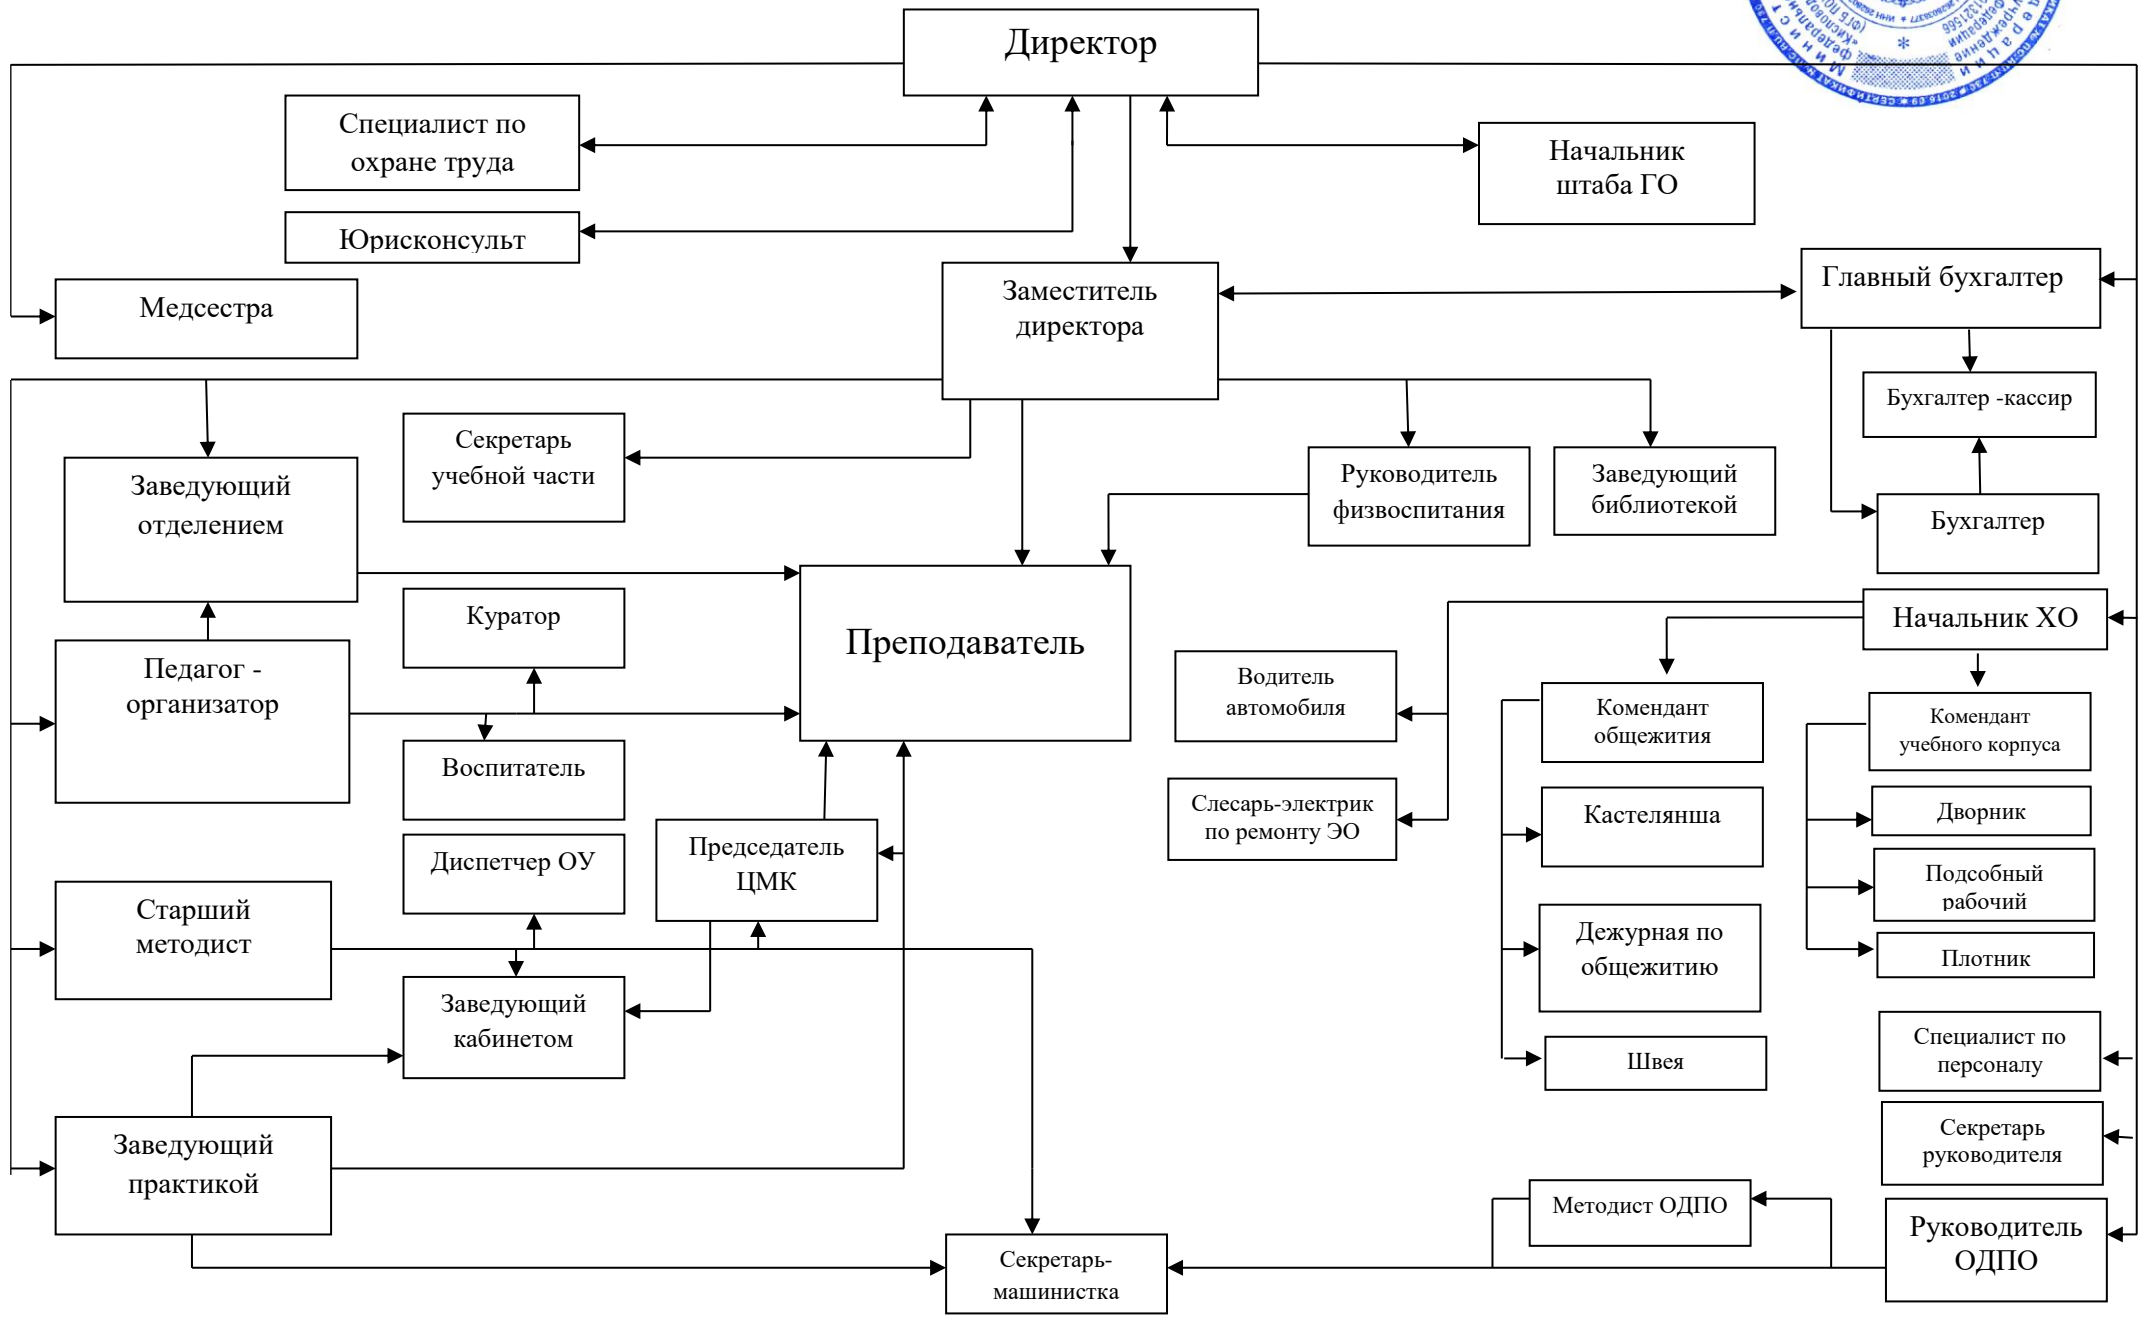 Директор
Специалист по
охране труда
Начальник
штаба ГО
Юрисконсульт
Медсестра
Заместитель
директора
Главный бухгалтер
Бухгалтер -кассир
Секретарь
учебной части
Руководитель
физвоспитания
Заведующий
библиотекой
Заведующий
отделением
Бухгалтер
Куратор
Преподаватель
Начальник ХО
Педагог -
организатор
Водитель
автомобиля
Комендант
общежития
Комендант
учебного корпуса
Воспитатель
Слесарь-электрик
по ремонту ЭО
Кастелянша
Дворник
Диспетчер ОУ
Председатель
ЦМК
Подсобный
рабочий
Старший
методист
Дежурная по
общежитию
Плотник
Заведующий
кабинетом
Специалист по
персоналу
Швея
Заведующий
практикой
Секретарь
руководителя
Методист ОДПО
Руководитель
ОДПО
Секретарь-
машинистка